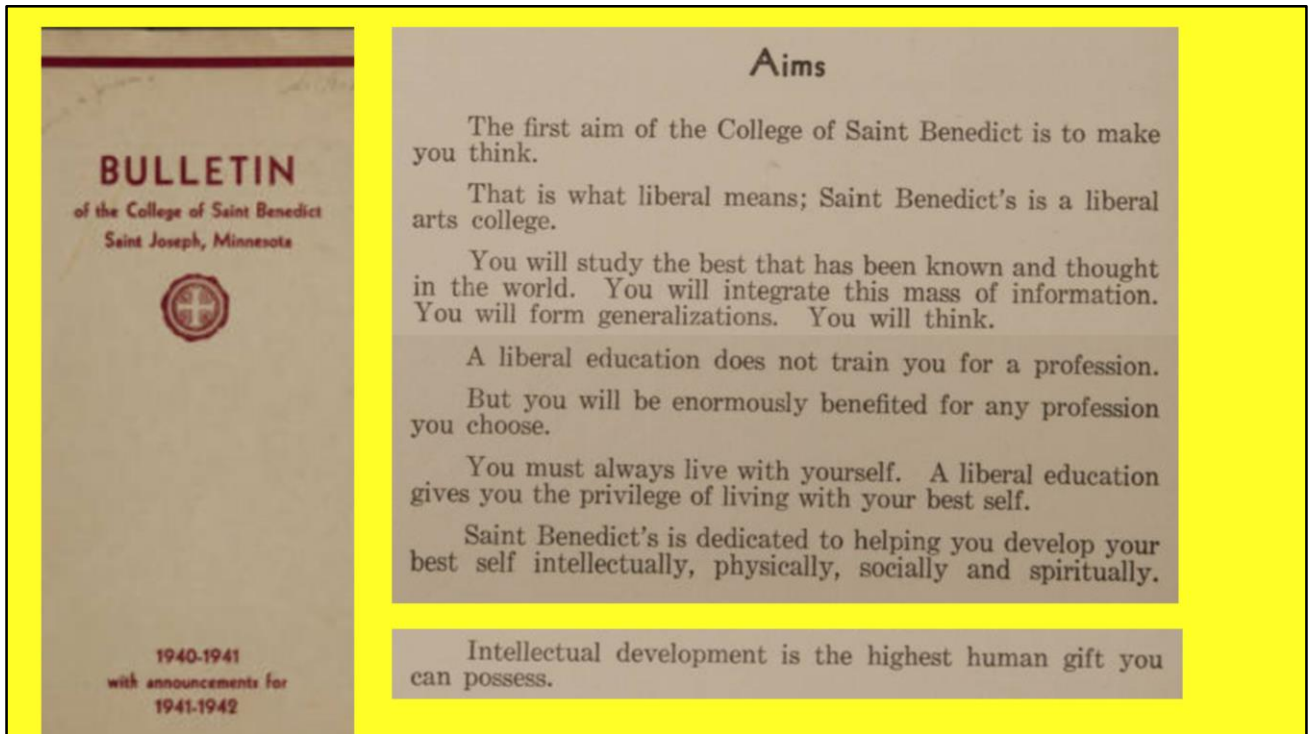 BULLETIN
of the College of Saint Benedict
Saint Joseph, Minnesota
1940-1941
with announcements for
1941-1942
Aims
The first aim of the College of Saint Benedict is to make
you think.
That is what liberal means; Saint Benedict's is a liberal
arts college.
You will study the best that has been known and thought
in the world. You will integrate this mass of information.
You will form generalizations. You will think.
A liberal education does not train you for a profession.
But you will be enormously benefited for any profession
you choose.
You must always live with yourself. A liberal education
gives you the privilege of living with your best self.
Saint Benedict's is dedicated to helping you develop your
best self intellectually, physically, socially and spiritually.
Intellectual development is the highest human gift you
can possess.